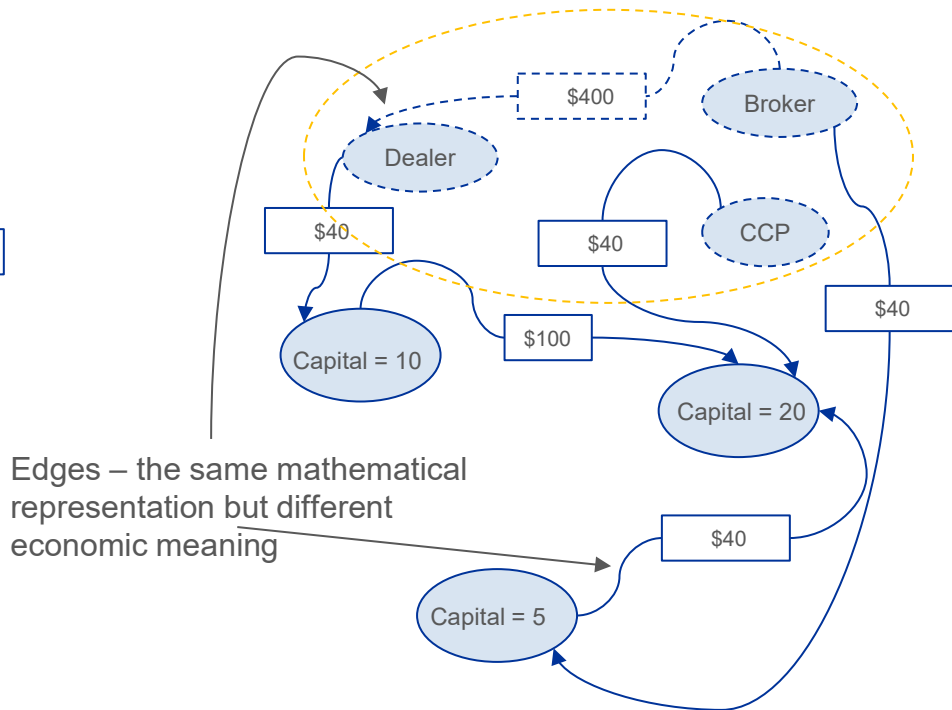 $400
Broker
Dealer
$40
$40
CCP
$40
$100
Capital = 10
Capital = 20
Edges – the same mathematical
representation but different
economic meaning
$40
Capital = 5